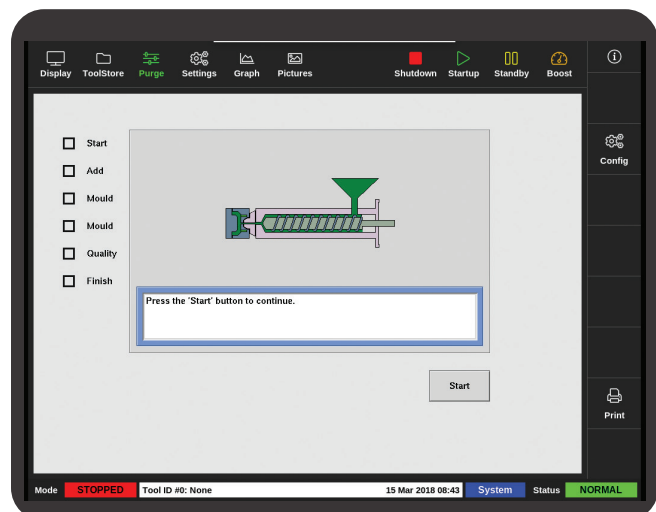 Display ToolStore Purge Settings Graph Pictures Shutdown Startup Standby Boost
Config
Start
Add
Mould
Mould
Quality
Finish
Press the 'Start' button to continue.
Start
Print
Mode STOPPED Tool ID #0: None 15 Mar 2018 08:43 System Status NORMAL